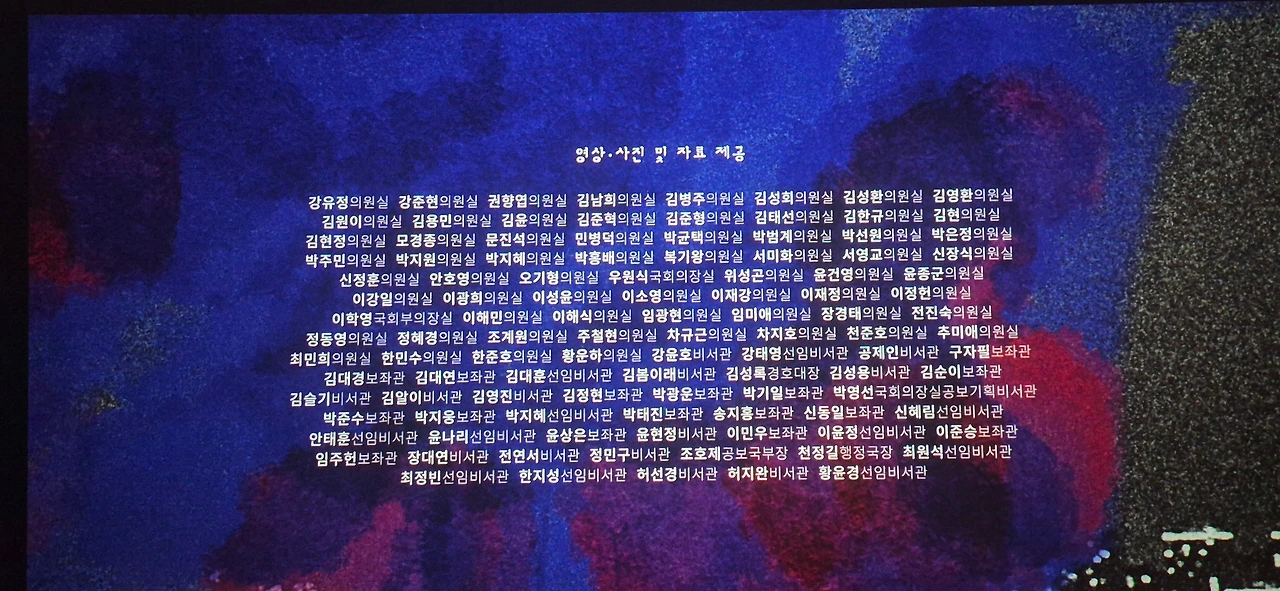 영상·사진 및 자료 제공
강유정의원실 강준현의원실 권향엽의원실 김남희의원실 김병주의원실 김성회의원실 김성환의원실 김영환의원실
김원이의원실 김용민의원실 김윤의원실 김준혁의원실 김준형의원실 김태선의원실 김한규의원실 김현의원실
김현정의원실 모경종의원실 문진석의원실 민병덕의원실 박균택의원실 박범계의원실 박선원의원실 박은정의원실
박주민의원실 박지원의원실 박지혜의원실 박홍배의원실 복기왕의원실 서미화의원실 서영교의원실 신장식의원실
신정훈의원실 안호영의원실 오기형의원실 우원식국회의장실 위성곤의원실 윤건영의원실 윤종군의원실
이강일의원실 이광희의원실 이성윤의원실 이소영의원실 이재강의원실 이재정의원실 이정헌의원실
이학영국회부의장실 이해민의원실 이해식의원실 임광현의원실 임미애의원실 장경태의원실 전진숙의원실
정동영의원실 정혜경의원실 조계원의원실 주철현의원실 차규근의원실 차지호의원실 천준호의원실 추미애의원실
최민희의원실 한민수의원실 한준호의원실 황운하의원실 강윤호비서관 강태영선임비서관 공제인비서관 구자필보좌관
김대경보좌관 김대연보좌관 김대훈선임비서관 김봄이래비서관 김성록경호대장 김성용비서관 김순이보좌관
김슬기비서관 김알이비서관 김영진비서관 김정현보좌관 박광운보좌관 박기일보좌관 박영선국회의장실공보기획비서관
박준수보좌관 박지웅보좌관 박지혜선임비서관 박태진보좌관 송지홍보좌관 신동일보좌관 신혜림선임비서관
안태훈선임비서관 윤나리선임비서관 윤상은보좌관 윤현정비서관 이민우보좌관 이윤정선임비서관 이준승보좌관
임주헌보좌관 장대연비서관 전연서비서관 정민구비서관 조호제공보국부장 천정길행정국장 최원석선임비서관
최정빈선임비서관 한지성선임비서관 허선경비서관 허지완비서관 황윤경선임비서관